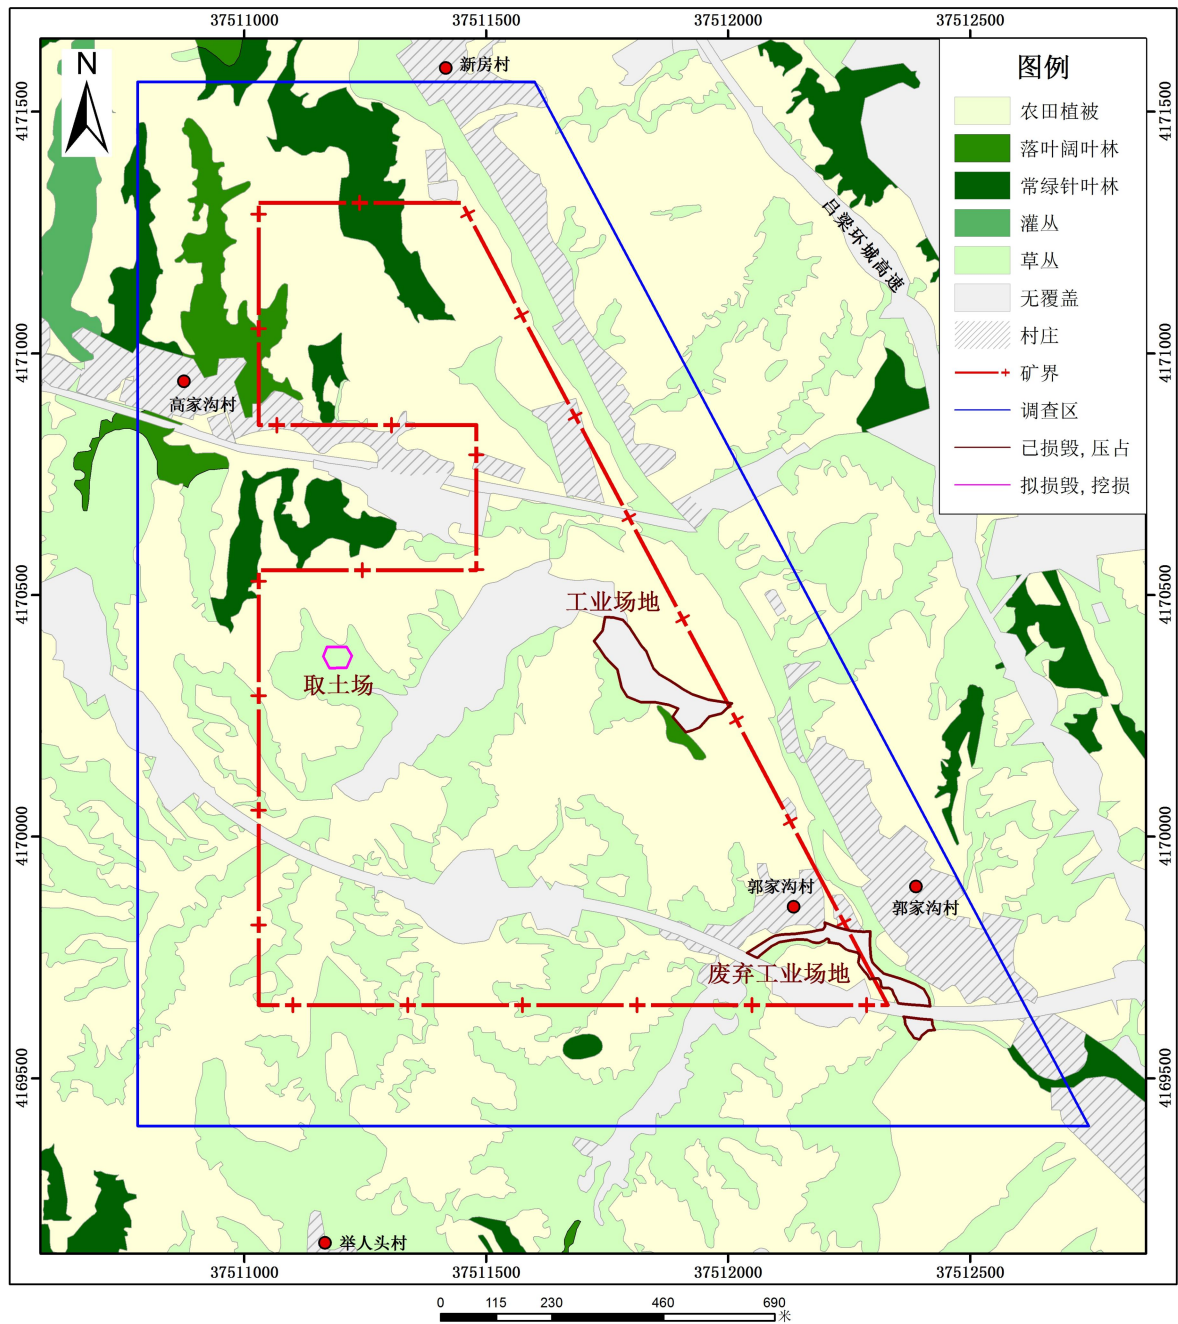 37511000 37511500 37512000 37512500
N
新房村
图例
农田植被
落叶阔叶林
常绿针叶林
灌丛
草丛
无覆盖
村庄
矿界
调查区
已损毁, 压占
拟损毁, 挖损
4171500 4171500
吕梁环城高速
4171000 4171000
高家沟村
4170500 4170500
工业场地
取土场
4170000 4170000
郭家沟村
郭家沟村
废弃工业场地
4169500 4169500
举人头村
37511000 37511500 37512000 37512500
0 115 230 460 690
米